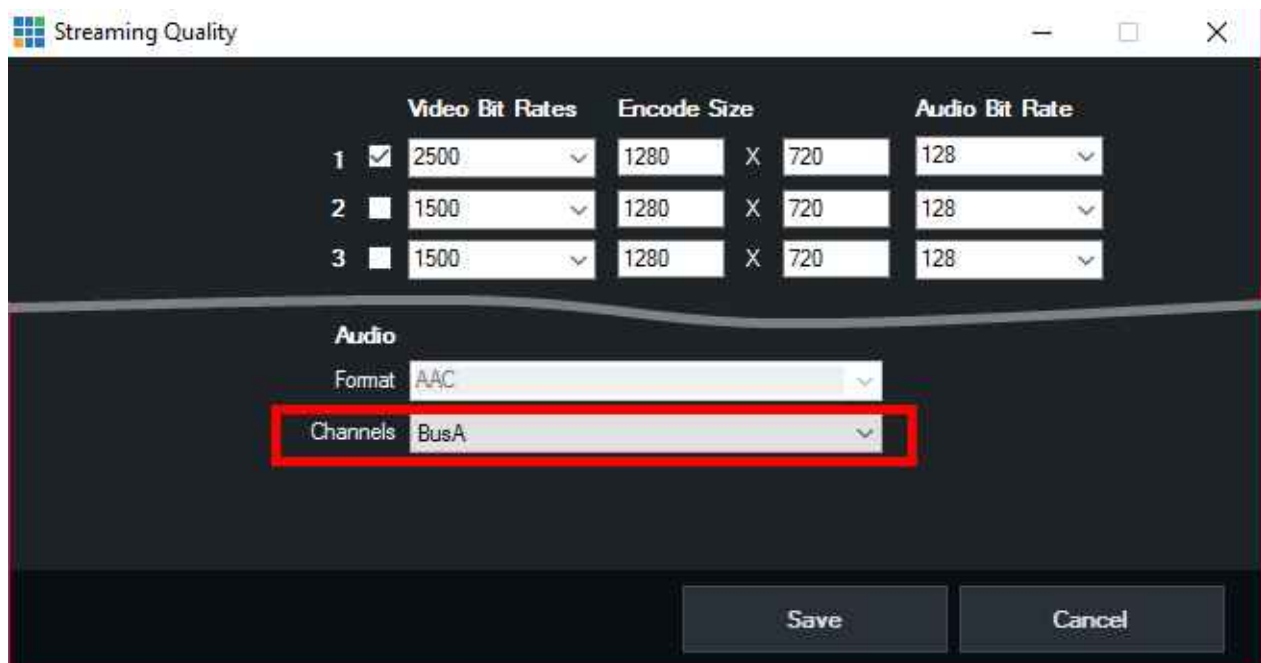 Streaming Quality
Video Bit Rates Encode Size Audio Bit Rate
1 2500 1280 X 720 128
2 1500 1280 X 720 128
3 1500 1280 X 720 128
Audio
Format AAC
Channels BusA
Save Cancel